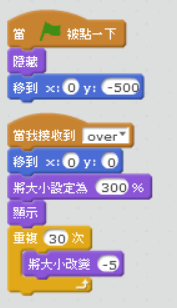 當 被點一下
隱藏
移到 x: 0 y: -500
當我接收到 over
移到 x: 0 y: 0
將大小設定為 300 %
顯示
重複 30 次
將大小改變 -5